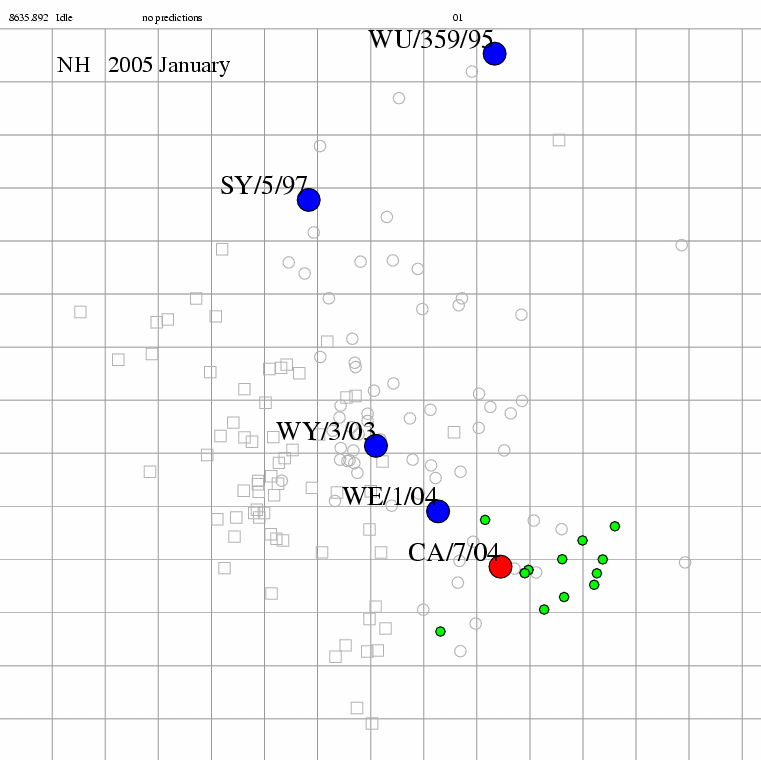 8635.892 Idle no predictions 01
WU/359/95
NH 2005 January
SY/5/97
WY/3/03
WE/1/04
CA/7/04